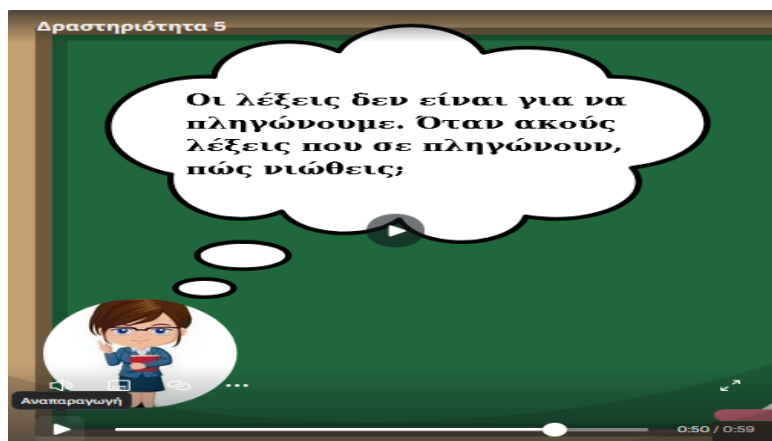 Δραστηριότητα 5
Οι λέξεις δεν είναι για να
πληγώνουμε. Όταν ακούς
λέξεις που σε πληγώνουν,
πώς νιώθεις;
Αναπαραγωγή
0:50 / 0:59